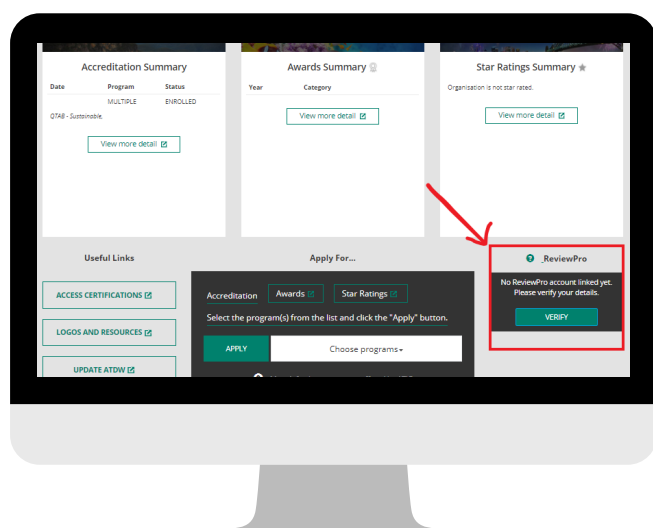 Accreditation Summary
Date Program Status
MULTIPLE ENROLLED
QTAB - Sustainable,
View more detail
Awards Summary
Year Category
View more detail
Star Ratings Summary
Organisation is not star rated.
View more detail
Useful Links
ACCESS CERTIFICATIONS
LOGOS AND RESOURCES
UPDATE ATDW
Apply For...
Accreditation Awards Star Ratings
Select the program(s) from the list and click the "Apply" button.
APPLY Choose programs
_ReviewPro
No ReviewPro account linked yet.
Please verify your details.
VERIFY